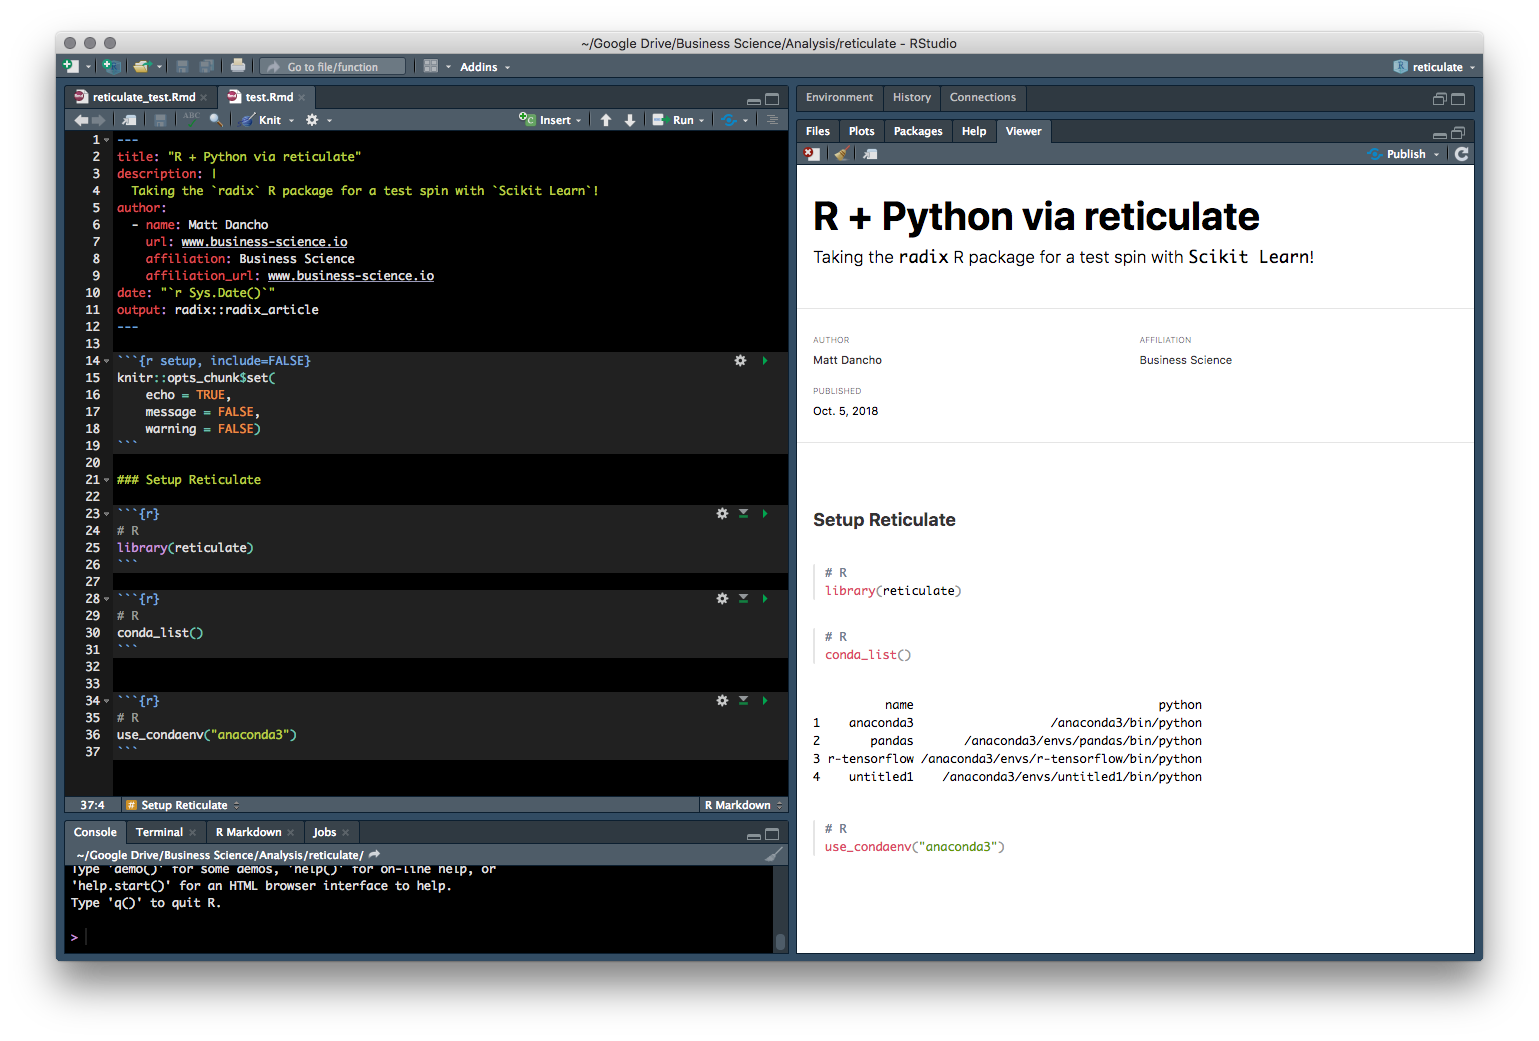 ~/Google Drive/Business Science/Analysis/reticulate - RStudio
Go to file/function
Addins
reticulate
reticulate_test.Rmd
test.Rmd
ABC
Knit
Insert
Run
1 ---
2 title: "R + Python via reticulate"
3 description: |
4 Taking the `radix` R package for a test spin with `Scikit Learn`!
5 author:
6 - name: Matt Dancho
7 url: www.business-science.io
8 affiliation: Business Science
9 affiliation_url: www.business-science.io
10 date: "`r Sys.Date()`"
11 output: radix::radix_article
12 ---
13
14 ```{r setup, include=FALSE}
15 knitr::opts_chunk$set(
16 echo = TRUE,
17 message = FALSE,
18 warning = FALSE)
19 ```
20
21 ### Setup Reticulate
22
23 ```{r}
24 # R
25 library(reticulate)
26 ```
27
28 ```{r}
29 # R
30 conda_list()
31 ```
32
33
34 ```{r}
35 # R
36 use_condaenv("anaconda3")
37 ```
37:4 # Setup Reticulate R Markdown
Console Terminal R Markdown Jobs
~/Google Drive/Business Science/Analysis/reticulate/
Type 'demo()' for some demos, 'help()' for on-line help, or
'help.start()' for an HTML browser interface to help.
Type 'q()' to quit R.
>
Environment History Connections
Files Plots Packages Help Viewer
Publish
R + Python via reticulate
Taking the radix R package for a test spin with Scikit Learn!
AUTHOR AFFILIATION
Matt Dancho Business Science
PUBLISHED
Oct. 5, 2018
Setup Reticulate
# R
library(reticulate)
# R
conda_list()
name python
1 anaconda3 /anaconda3/bin/python
2 pandas /anaconda3/envs/pandas/bin/python
3 r-tensorflow /anaconda3/envs/r-tensorflow/bin/python
4 untitled1 /anaconda3/envs/untitled1/bin/python
# R
use_condaenv("anaconda3")